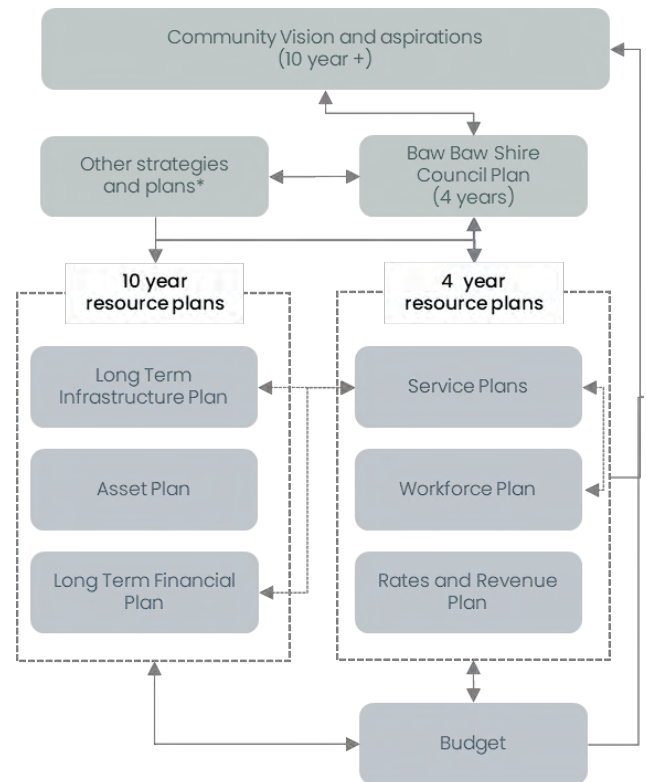 Community Vision and aspirations
(10 year +)
Other strategies
and plans*
Baw Baw Shire
Council Plan
(4 years)
10 year
resource plans
4 year
resource plans
Long Term
Infrastructure Plan
Service Plans
Asset Plan
Workforce Plan
Long Term Financial
Plan
Rates and Revenue
Plan
Budget